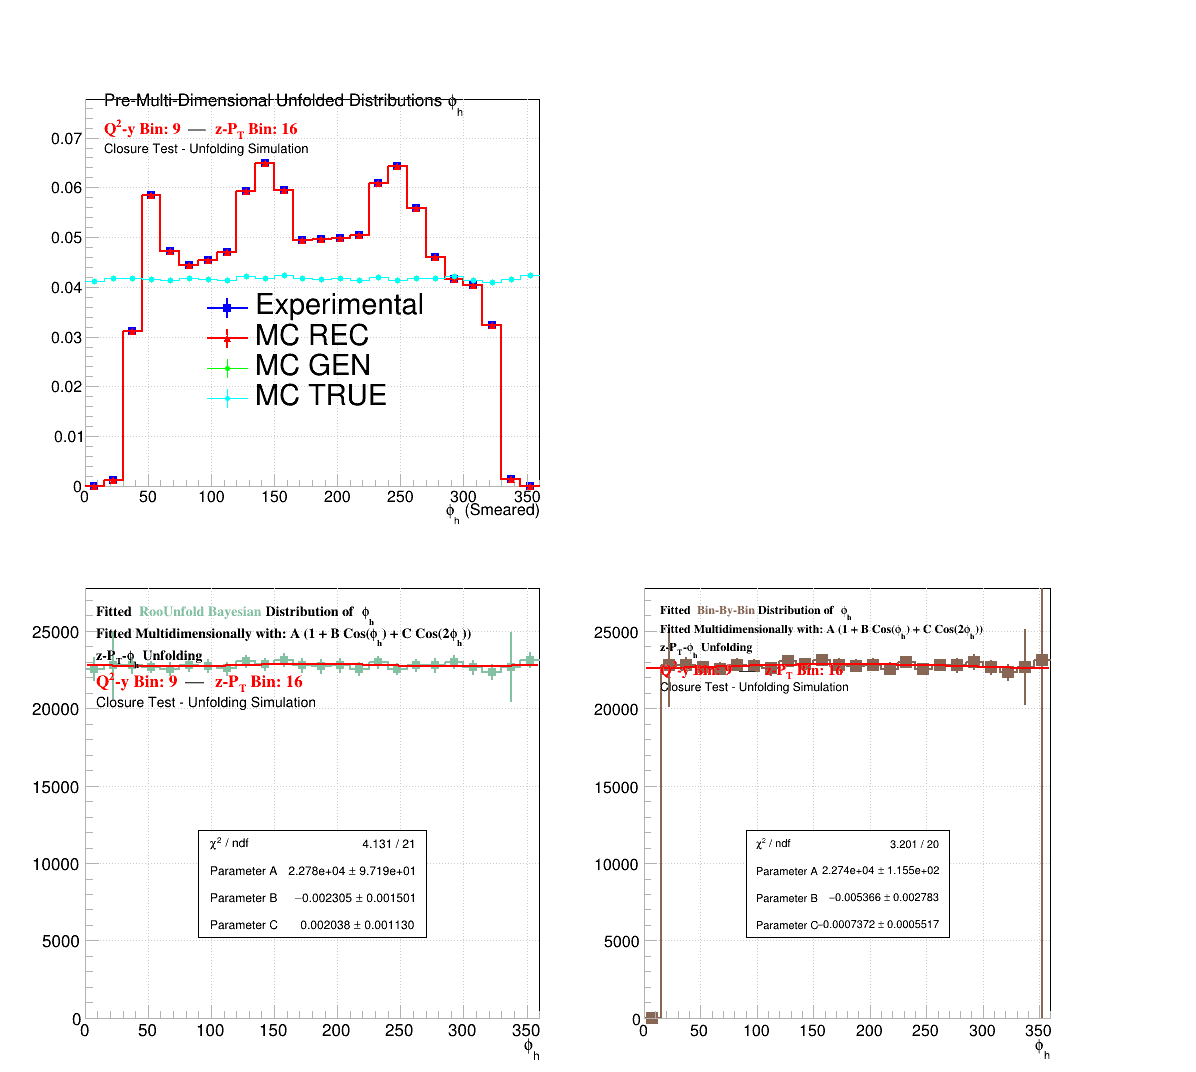 Pre-Multi-Dimensional Unfolded Distributions ϕh
Q2-y Bin: 9 — z-PT Bin: 16
Closure Test - Unfolding Simulation
0.07
0.06
0.05
0.04
0.03
0.02
0.01
0
Experimental
MC REC
MC GEN
MC TRUE
0 50 100 150 200 250 300 350
ϕh (Smeared)
Fitted RooUnfold Bayesian Distribution of ϕh
Fitted Multidimensionally with: A (1 + B Cos(ϕh) + C Cos(2ϕh))
z-PT-ϕh Unfolding
Q2-y Bin: 9 — z-PT Bin: 16
Closure Test - Unfolding Simulation
25000
20000
15000
10000
5000
0
χ2 / ndf 4.131 / 21
Parameter A 2.278e+04 ± 9.719e+01
Parameter B −0.002305 ± 0.001501
Parameter C 0.002038 ± 0.001130
0 50 100 150 200 250 300 350
ϕh
Fitted Bin-By-Bin Distribution of ϕh
Fitted Multidimensionally with: A (1 + B Cos(ϕh) + C Cos(2ϕh))
z-PT-ϕh Unfolding
Q2-y Bin: 9 — z-PT Bin: 16
Closure Test - Unfolding Simulation
25000
20000
15000
10000
5000
0
χ2 / ndf 3.201 / 20
Parameter A 2.274e+04 ± 1.155e+02
Parameter B −0.005366 ± 0.002783
Parameter C −0.0007372 ± 0.0005517
0 50 100 150 200 250 300 350
ϕh